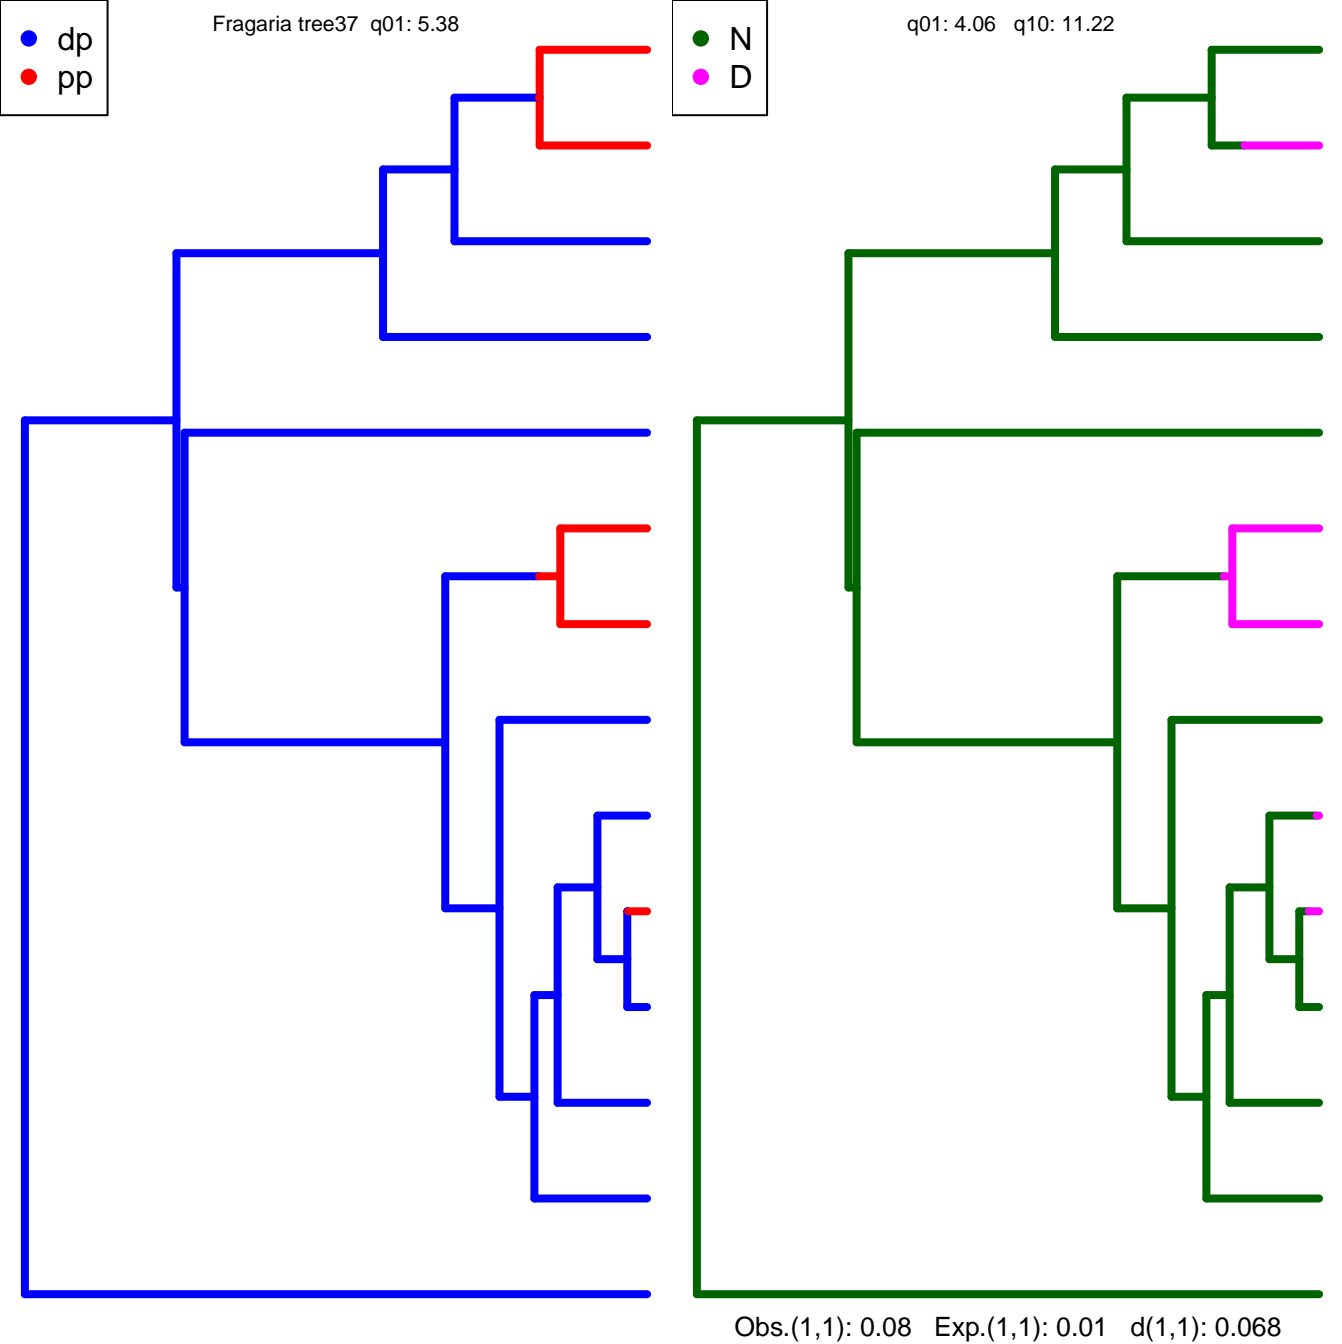 Fragaria tree37 q01: 5.38
dp
pp
q01: 4.06 q10: 11.22
N
D
Obs.(1,1): 0.08 Exp.(1,1): 0.01 d(1,1): 0.068